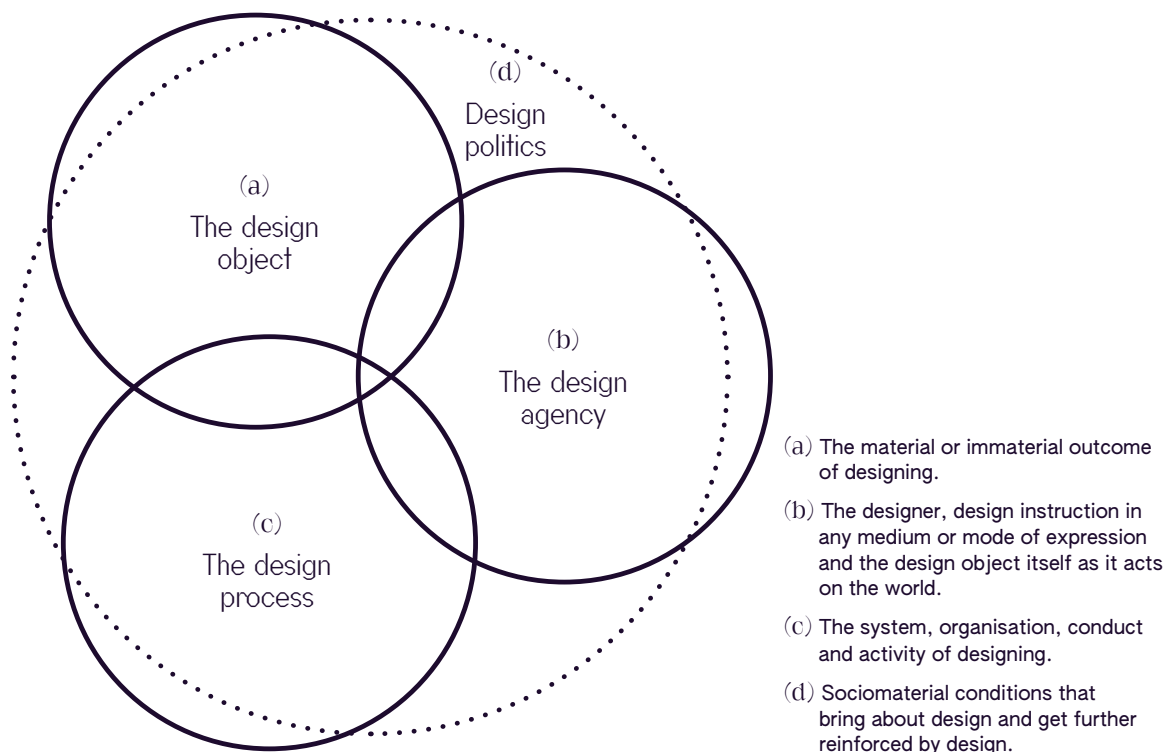 (d)
Design
politics
(a)
The design
object
(b)
The design
agency
(c)
The design
process
(a) The material or immaterial outcome
of designing.
(b) The designer, design instruction in
any medium or mode of expression
and the design object itself as it acts
on the world.
(c) The system, organisation, conduct
and activity of designing.
(d) Sociomaterial conditions that
bring about design and get further
reinforced by design.